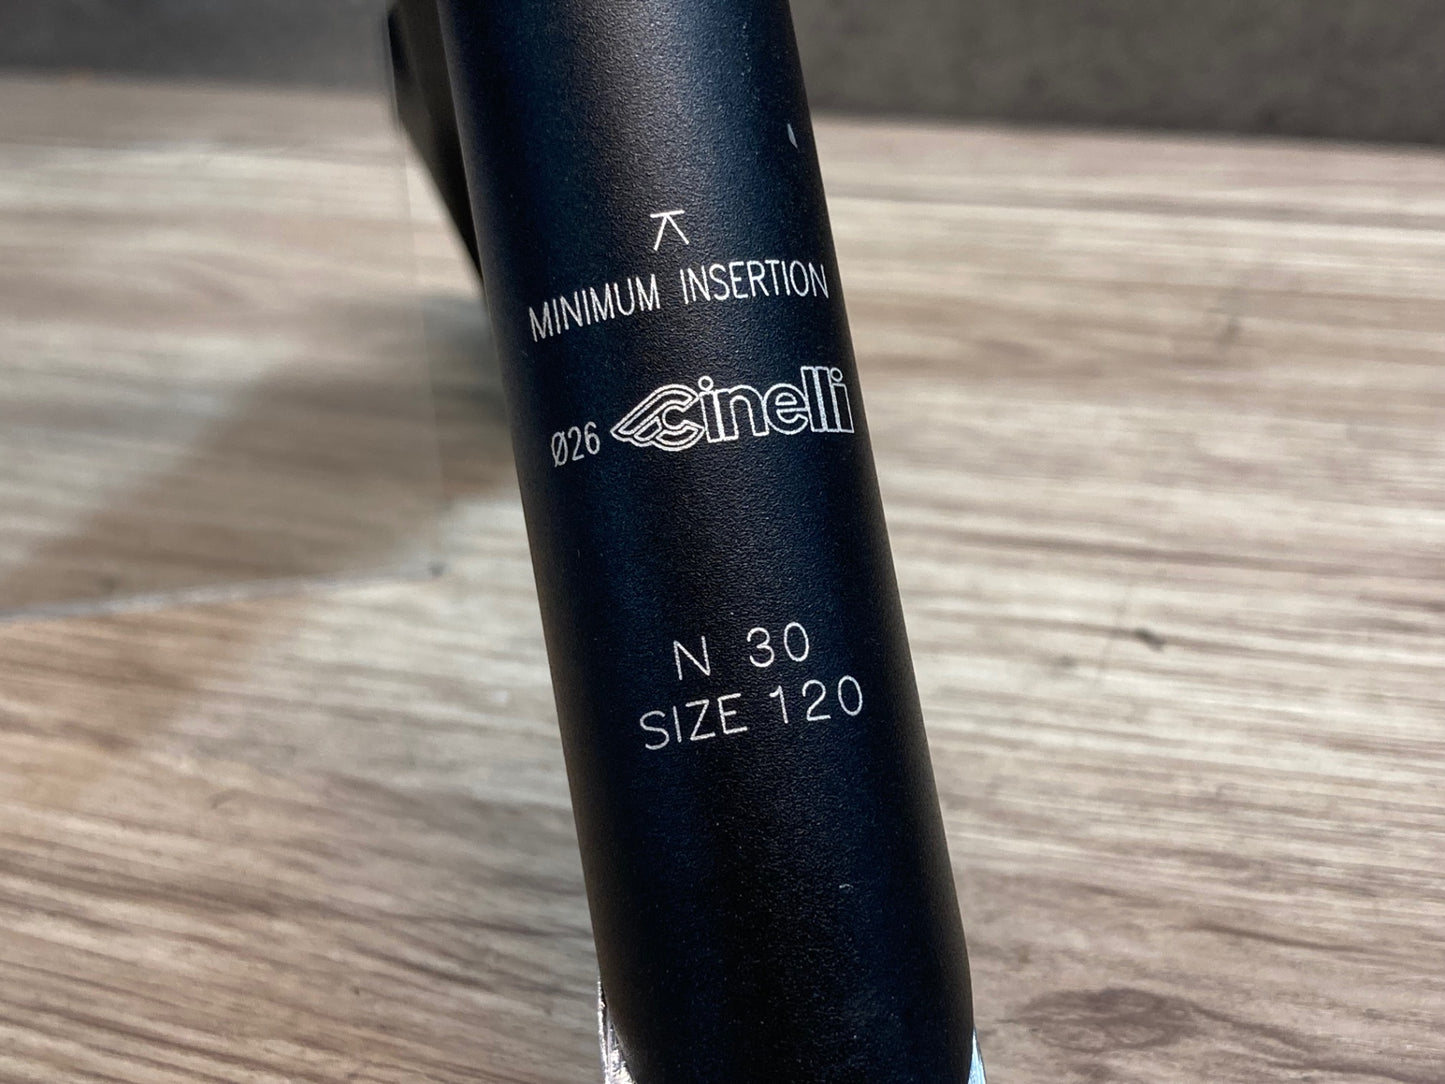 MINIMUM INSERTION
Ø26 Cinelli
N 30
SIZE 120